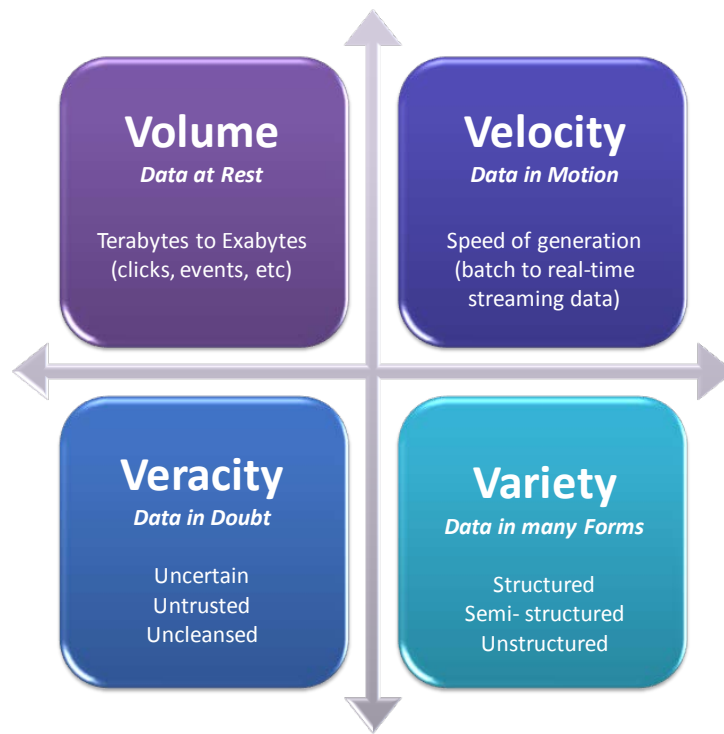 Volume
Data at Rest
Terabytes to Exabytes
(clicks, events, etc)
Velocity
Data in Motion
Speed of generation
(batch to real-time
streaming data)
Veracity
Data in Doubt
Uncertain
Untrusted
Uncleansed
Variety
Data in many Forms
Structured
Semi- structured
Unstructured